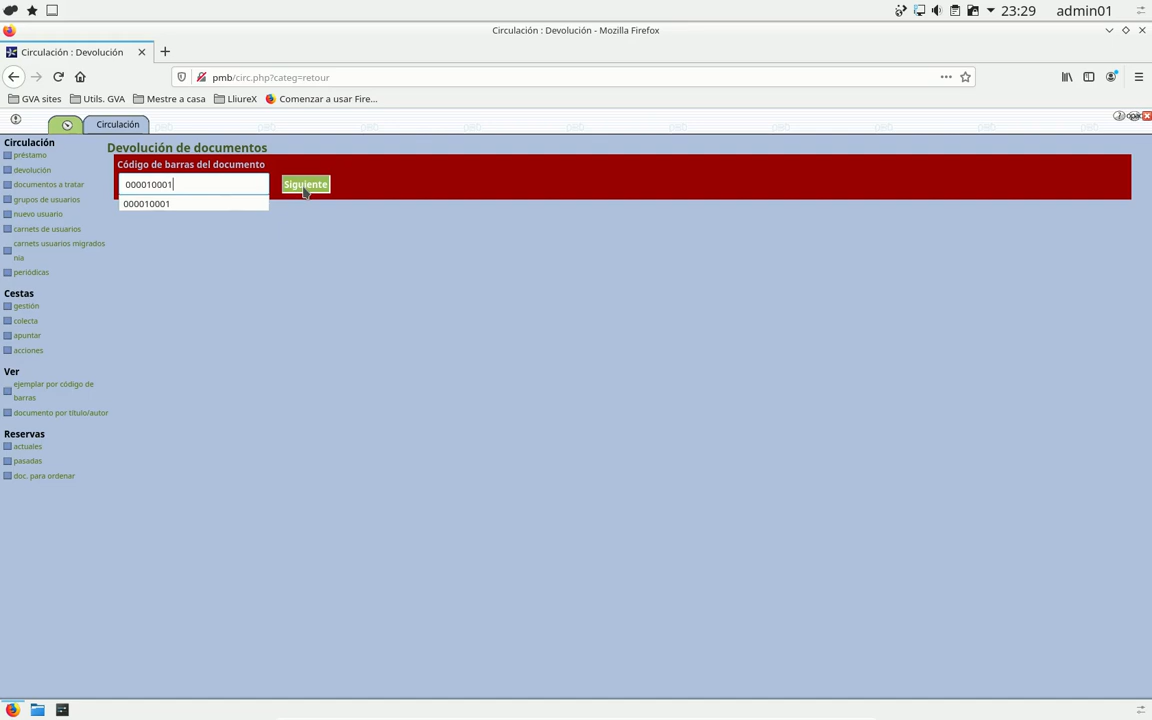 23:29
admin01
Circulación : Devolución - Mozilla Firefox
Circulación : Devolución
pmb/circ.php?categ=retour
GVA sites
Utils. GVA
Mestre a casa
LliureX
Comenzar a usar Fire...
Circulación
Circulación
préstamo
devolución
documentos a tratar
grupos de usuarios
nuevo usuario
carnets de usuarios
carnets usuarios migrados
nia
periódicas
Cestas
gestión
colecta
apuntar
acciones
Ver
ejemplar por código de
barras
documento por título/autor
Reservas
actuales
pasadas
doc. para ordenar
Devolución de documentos
Código de barras del documento
000010001
Siguiente
000010001